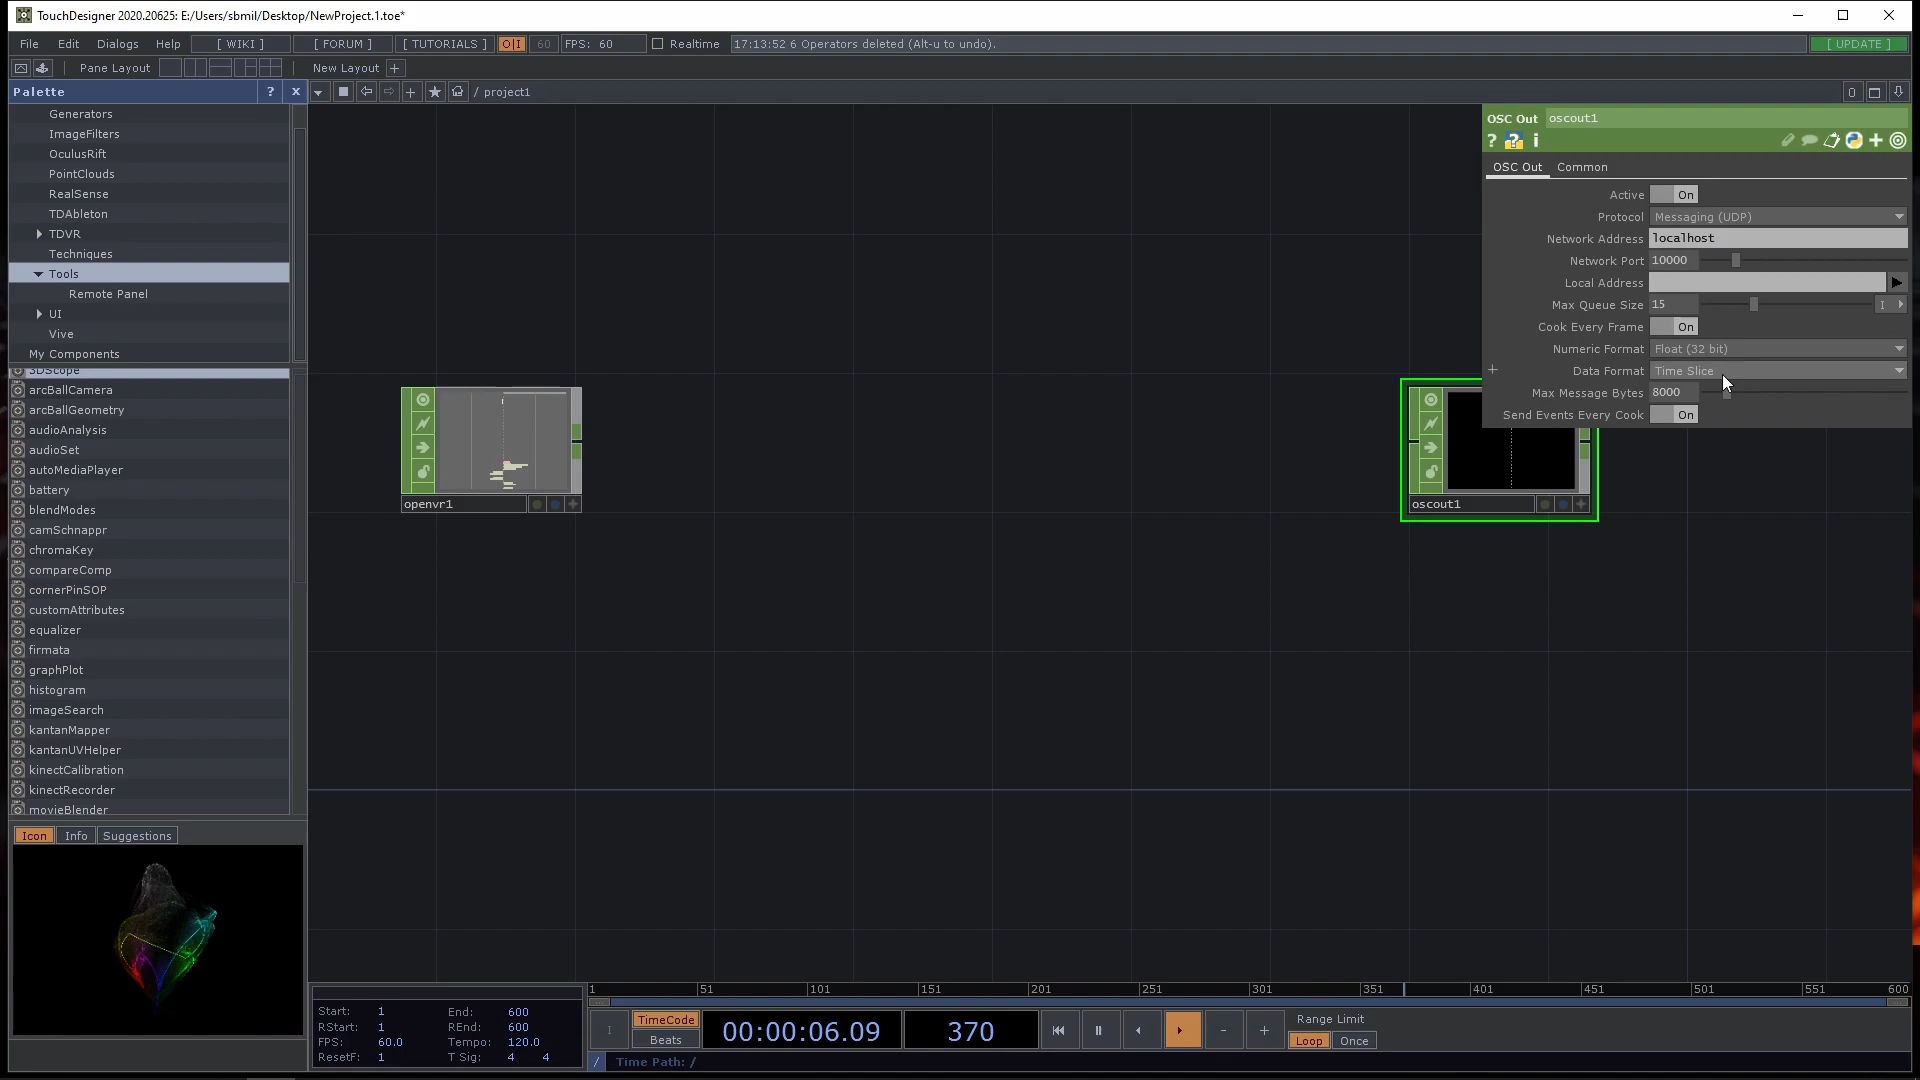 TouchDesigner 2020.20625: E:/Users/sbmil/Desktop/NewProject.1.toe*
File Edit Dialogs Help [ WIKI ] [ FORUM ] [ TUTORIALS ] O|I 60 FPS: 60 Realtime 17:13:52 6 Operators deleted (Alt-u to undo). [ UPDATE ]
Pane Layout New Layout +
Palette ? x
/ project1 0
Generators
ImageFilters
OculusRift
PointClouds
RealSense
TDAbleton
TDVR
Techniques
Tools
Remote Panel
UI
Vive
My Components
3DScope
arcBallCamera
arcBallGeometry
audioAnalysis
audioSet
autoMediaPlayer
battery
blendModes
camSchnappr
chromaKey
compareComp
cornerPinSOP
customAttributes
equalizer
firmata
graphPlot
histogram
imageSearch
kantanMapper
kantanUVHelper
kinectCalibration
kinectRecorder
movieBlender
Icon Info Suggestions
openvr1
oscout1
OSC Out oscout1
? ? i
OSC Out Common
Active On
Protocol Messaging (UDP)
Network Address localhost
Network Port 10000
Local Address
Max Queue Size 15 I
Cook Every Frame On
Numeric Format Float (32 bit)
+ Data Format Time Slice
Max Message Bytes 8000
Send Events Every Cook On
1 51 101 151 201 251 301 351 401 451 501 551 600
Start: 1 End: 600
RStart: 1 REnd: 600
FPS: 60.0 Tempo: 120.0
ResetF: 1 T Sig: 4 4
I TimeCode Beats 00:00:06.09 370 - +
Range Limit
Loop Once
/ Time Path: /